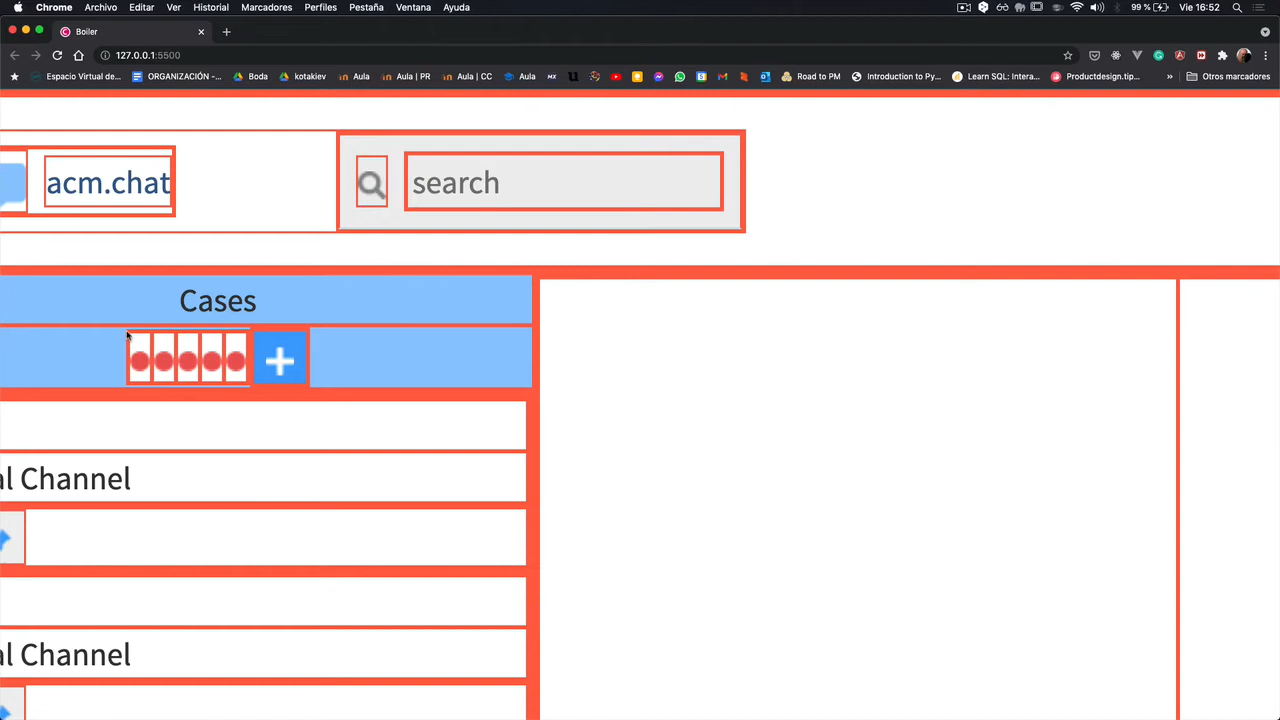 Chrome Archivo Editar Ver Historial Marcadores Perfiles Pestaña Ventana Ayuda 99 % Vie 16:52
Boiler
127.0.0.1:5500
Espacio Virtual de... ORGANIZACIÓN -... Boda kotakiev Aula Aula | PR Aula | CC Aula Road to PM Introduction to Py... Learn SQL: Intera... Productdesign.tip... » Otros marcadores
acm.chat search
Cases
al Channel
al Channel